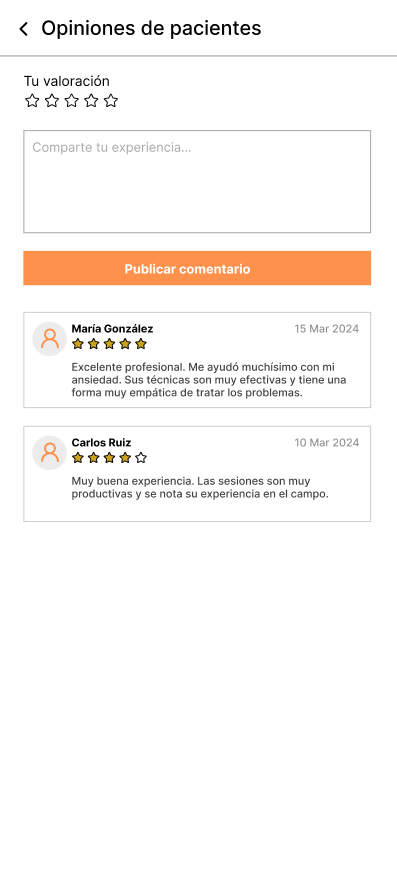 Opiniones de pacientes
Tu valoración
Comparte tu experiencia...
Publicar comentario
María González
15 Mar 2024
Excelente profesional. Me ayudó muchísimo con mi
ansiedad. Sus técnicas son muy efectivas y tiene una
forma muy empática de tratar los problemas.
Carlos Ruiz
10 Mar 2024
Muy buena experiencia. Las sesiones son muy
productivas y se nota su experiencia en el campo.